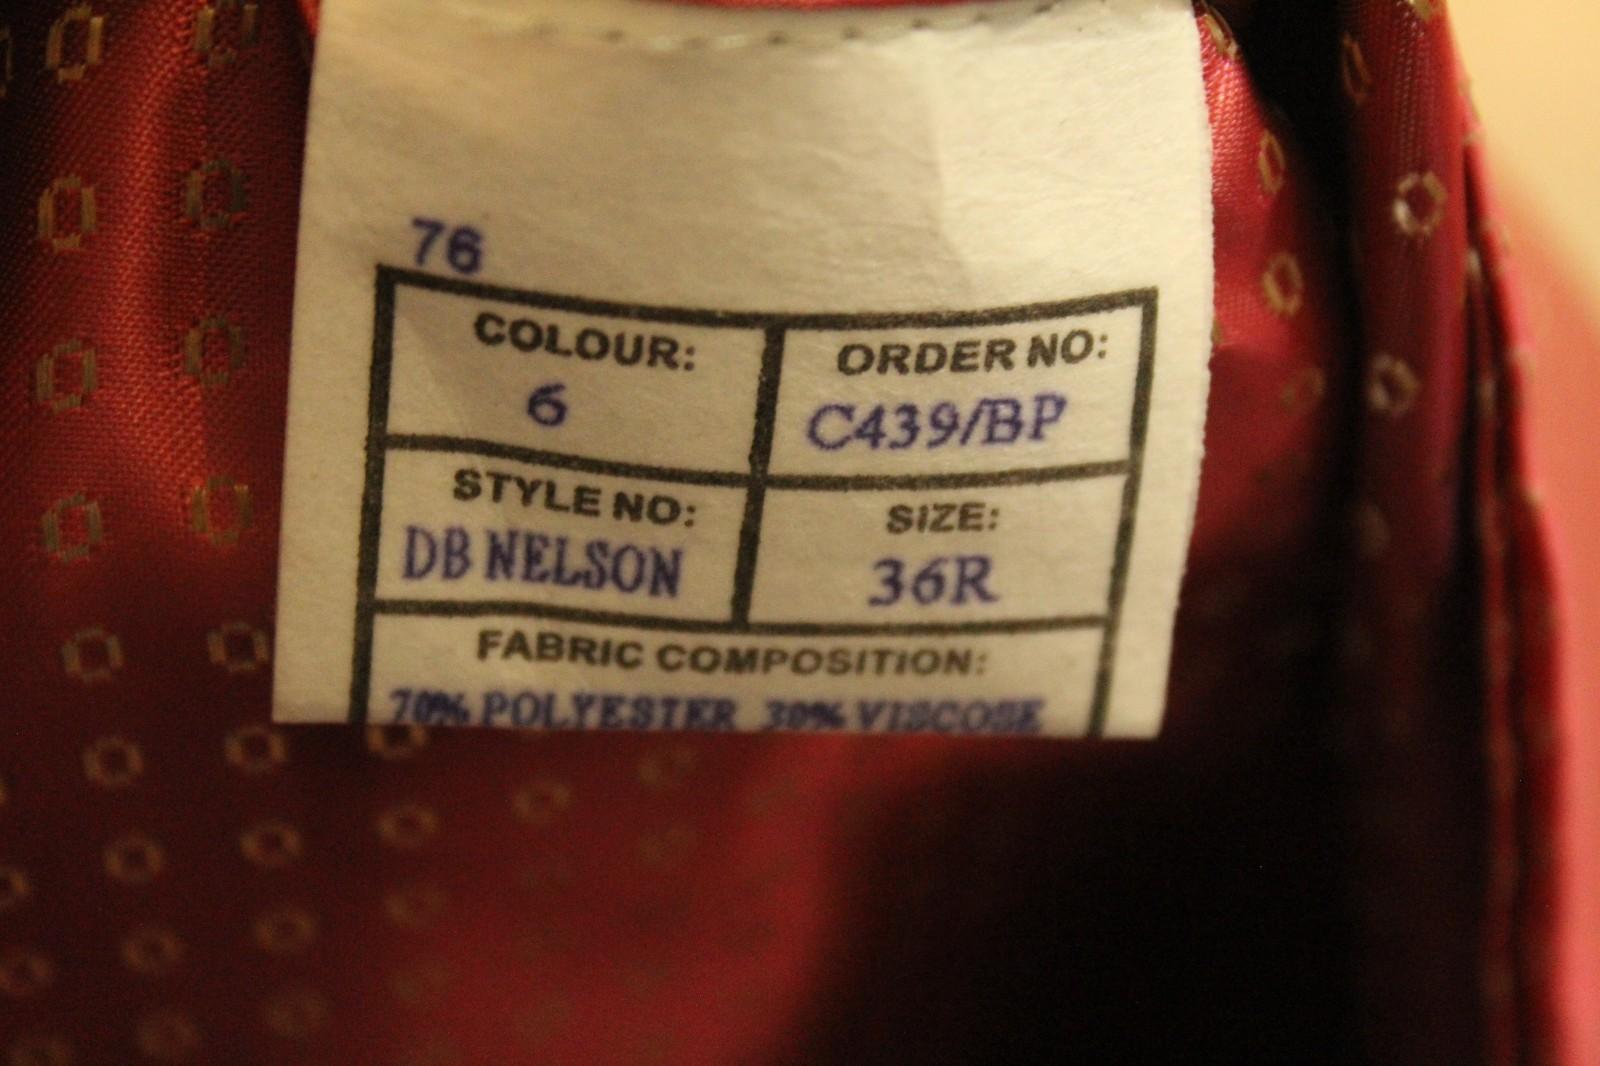 76
COLOUR: ORDER NO:
6 C439/BP
STYLE NO: SIZE:
DB NELSON 36R
FABRIC COMPOSITION:
70% POLYESTER 30% VISCOSE